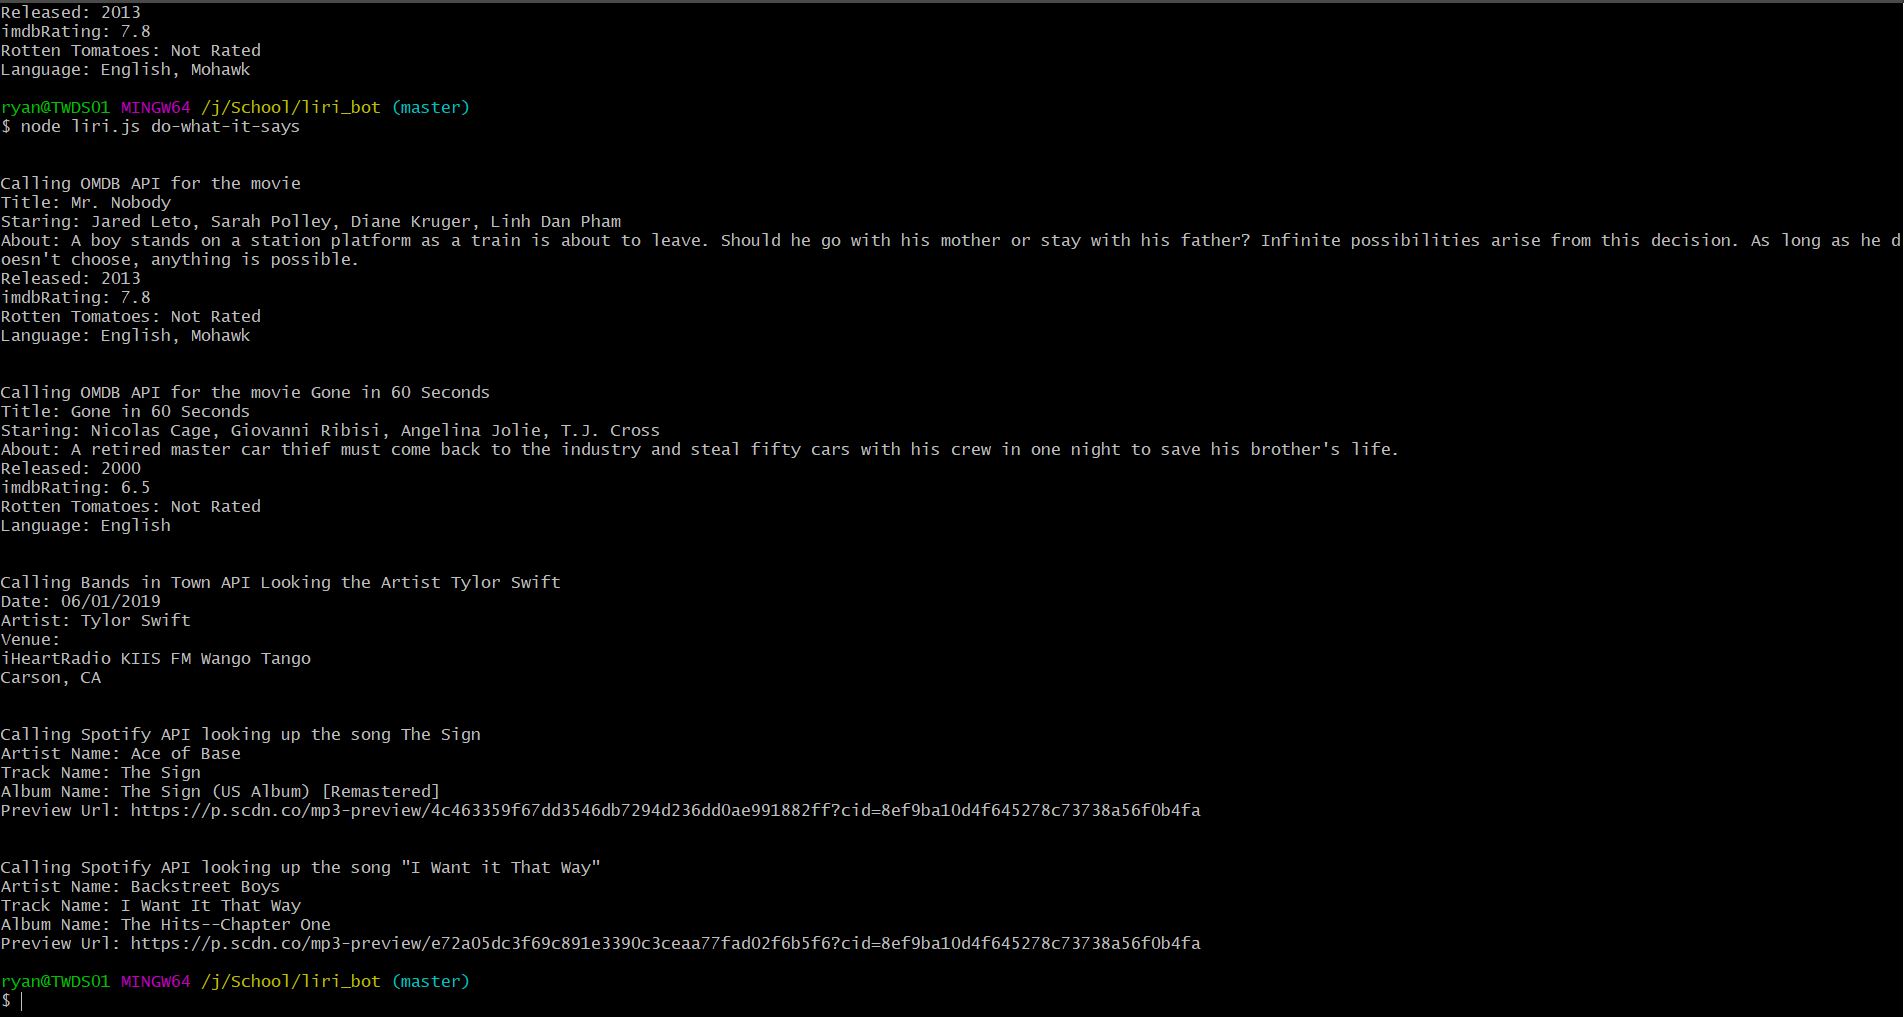 Released: 2013
imdbRating: 7.8
Rotten Tomatoes: Not Rated
Language: English, Mohawk
ryan@TWDS01 MINGW64 /j/School/liri_bot (master)
$ node liri.js do-what-it-says
Calling OMDB API for the movie
Title: Mr. Nobody
Staring: Jared Leto, Sarah Polley, Diane Kruger, Linh Dan Pham
About: A boy stands on a station platform as a train is about to leave. Should he go with his mother or stay with his father? Infinite possibilities arise from this decision. As long as he d
oesn't choose, anything is possible.
Released: 2013
imdbRating: 7.8
Rotten Tomatoes: Not Rated
Language: English, Mohawk
Calling OMDB API for the movie Gone in 60 Seconds
Title: Gone in 60 Seconds
Staring: Nicolas Cage, Giovanni Ribisi, Angelina Jolie, T.J. Cross
About: A retired master car thief must come back to the industry and steal fifty cars with his crew in one night to save his brother's life.
Released: 2000
imdbRating: 6.5
Rotten Tomatoes: Not Rated
Language: English
Calling Bands in Town API Looking the Artist Tylor Swift
Date: 06/01/2019
Artist: Tylor Swift
Venue:
iHeartRadio KIIS FM Wango Tango
Carson, CA
Calling Spotify API looking up the song The Sign
Artist Name: Ace of Base
Track Name: The Sign
Album Name: The Sign (US Album) [Remastered]
Preview Url: https://p.scdn.co/mp3-preview/4c463359f67dd3546db7294d236dd0ae991882ff?cid=8ef9ba10d4f645278c73738a56f0b4fa
Calling Spotify API looking up the song "I Want it That Way"
Artist Name: Backstreet Boys
Track Name: I Want It That Way
Album Name: The Hits--Chapter One
Preview Url: https://p.scdn.co/mp3-preview/e72a05dc3f69c891e3390c3ceaa77fad02f6b5f6?cid=8ef9ba10d4f645278c73738a56f0b4fa
ryan@TWDS01 MINGW64 /j/School/liri_bot (master)
$